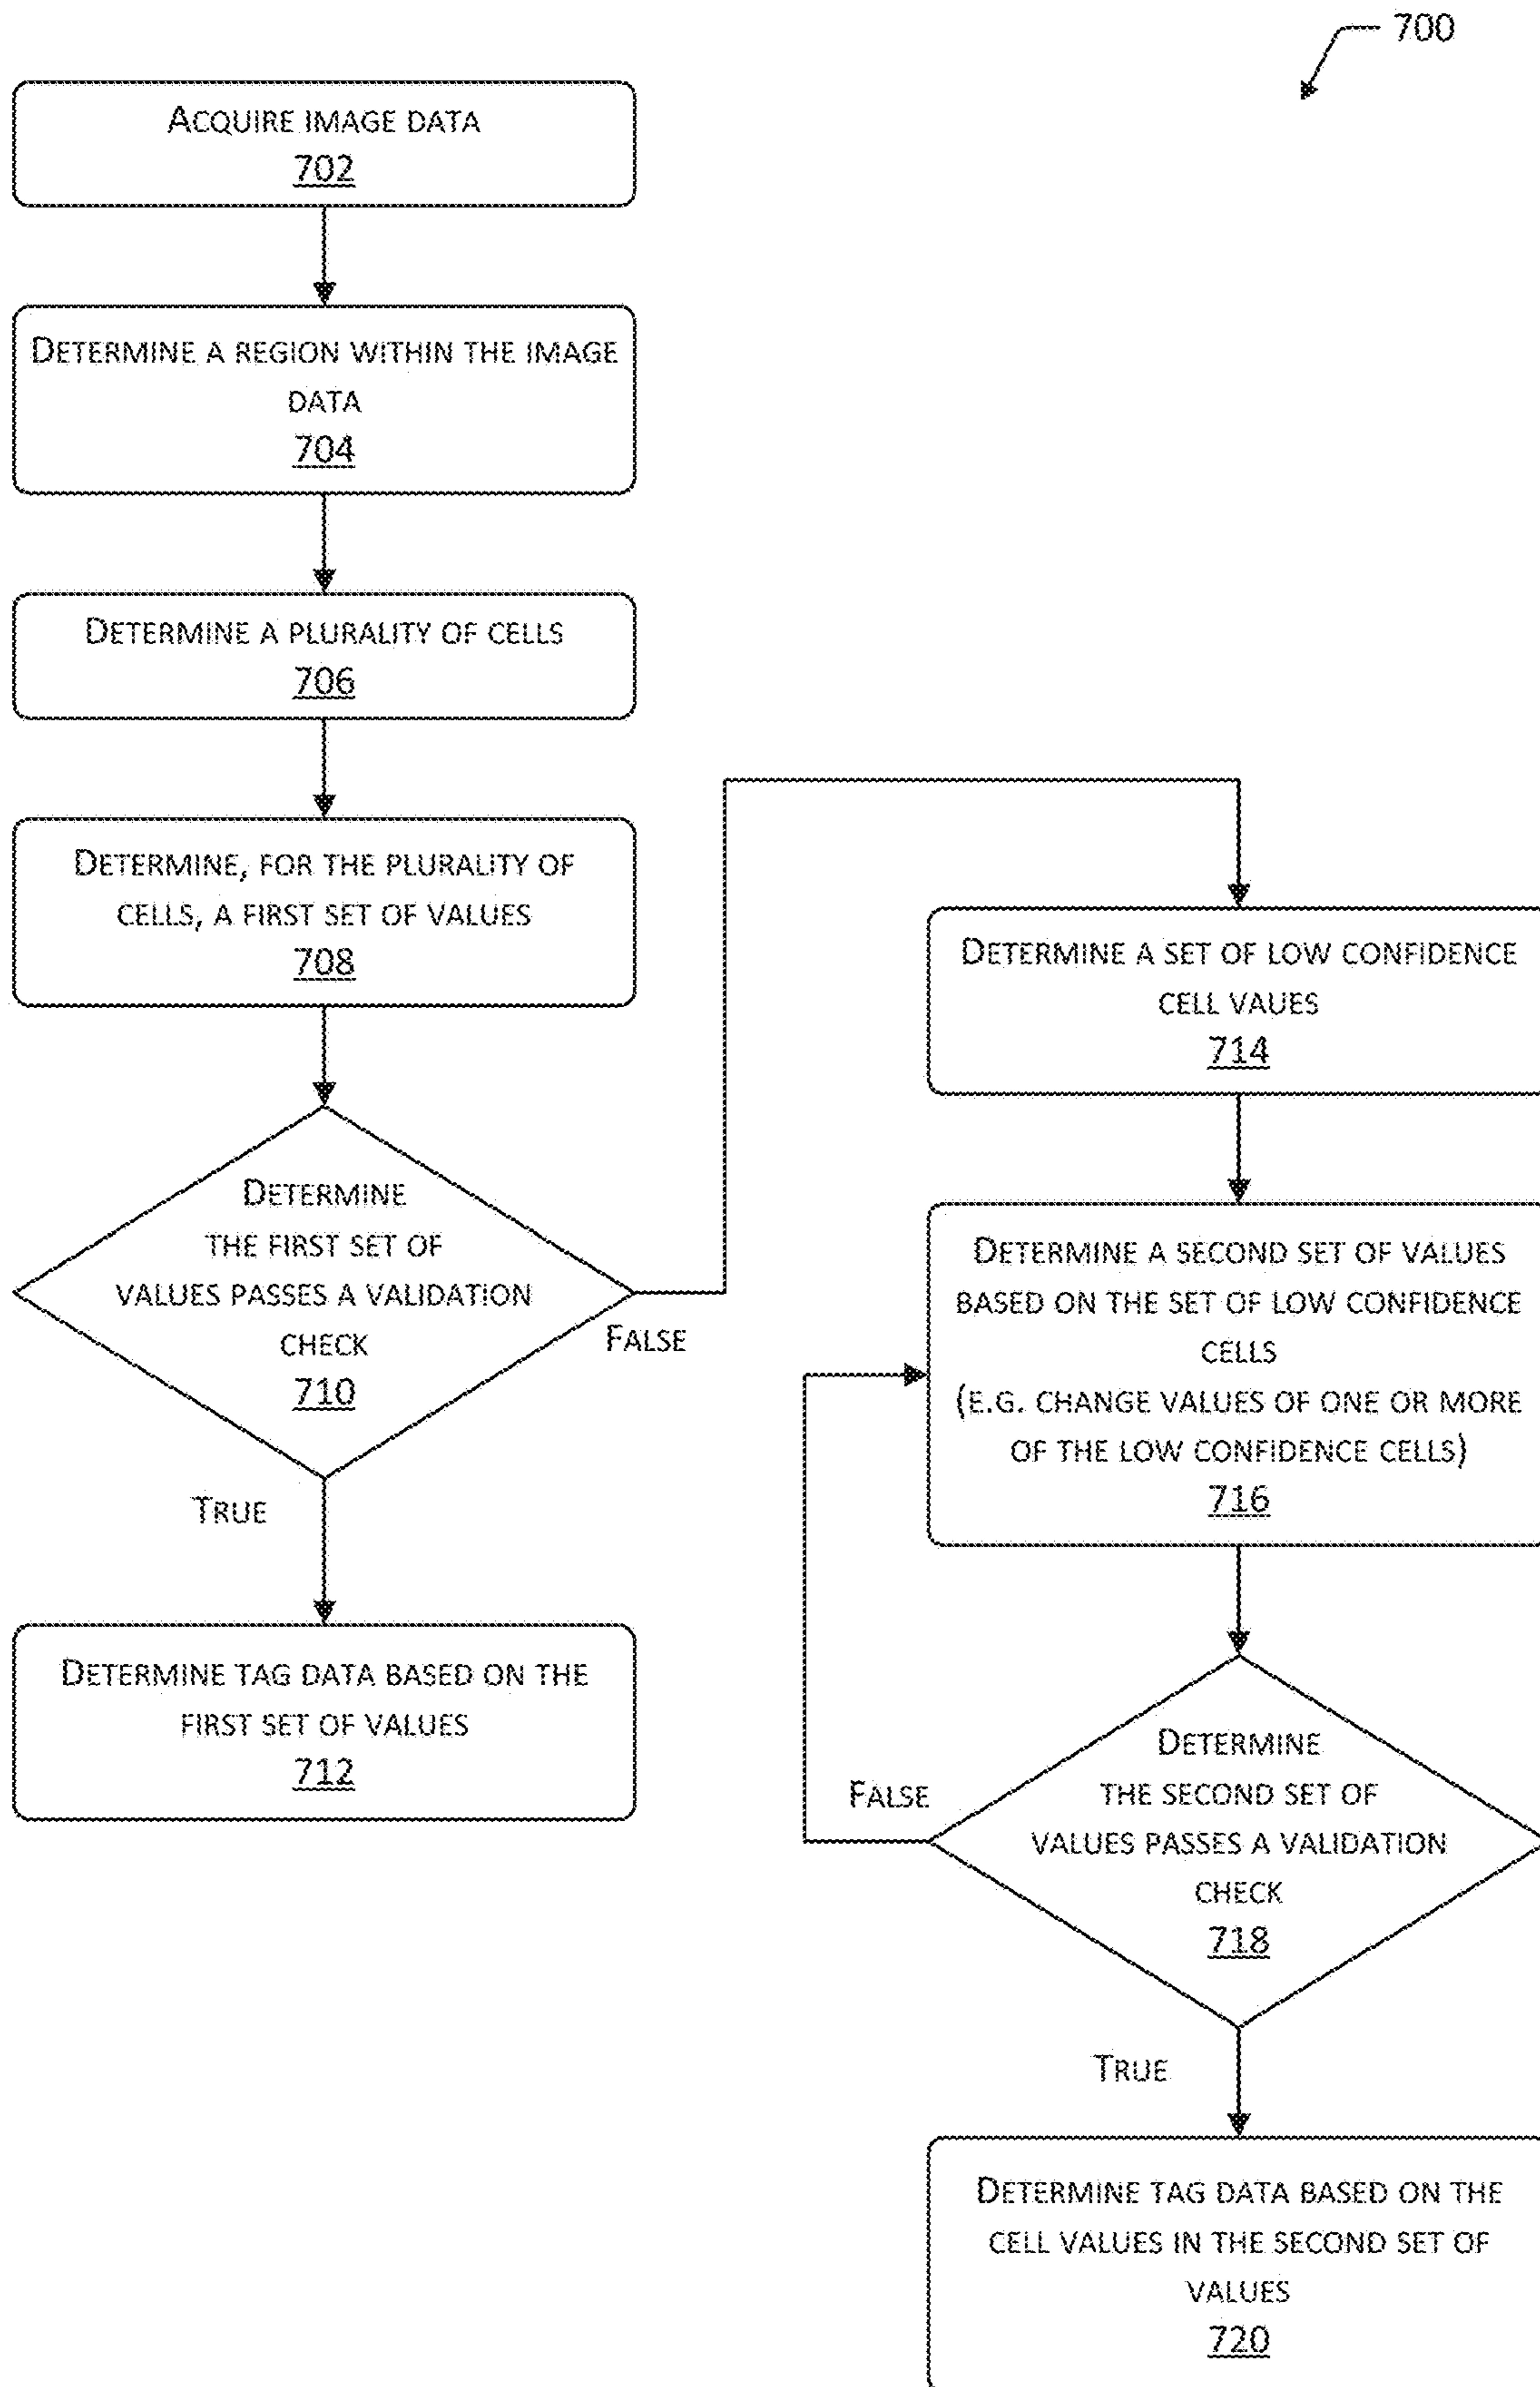 700
ACQUIRE IMAGE DATA
702
DETERMINE A REGION WITHIN THE IMAGE
DATA
704
DETERMINE A PLURALITY OF CELLS
706
DETERMINE, FOR THE PLURALITY OF
CELLS, A FIRST SET OF VALUES
708
DETERMINE
THE FIRST SET OF
VALUES PASSES A VALIDATION
CHECK
710
FALSE
TRUE
DETERMINE TAG DATA BASED ON THE
FIRST SET OF VALUES
712
DETERMINE A SET OF LOW CONFIDENCE
CELL VAUES
714
DETERMINE A SECOND SET OF VALUES
BASED ON THE SET OF LOW CONFIDENCE
CELLS
(E.G. CHANGE VALUES OF ONE OR MORE
OF THE LOW CONFIDENCE CELLS)
716
DETERMINE
THE SECOND SET OF
VALUES PASSES A VALIDATION
CHECK
718
FALSE
TRUE
DETERMINE TAG DATA BASED ON THE
CELL VALUES IN THE SECOND SET OF
VALUES
720